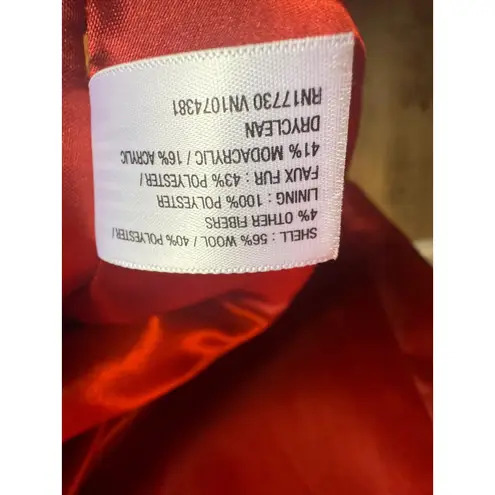 SHELL : 56% WOOL / 40% POLYESTER /
4% OTHER FIBERS
LINING : 100% POLYESTER
FAUX FUR : 43% POLYESTER /
41% MODACRYLIC / 16% ACRYLIC
DRYCLEAN
RN17730 VN1074381